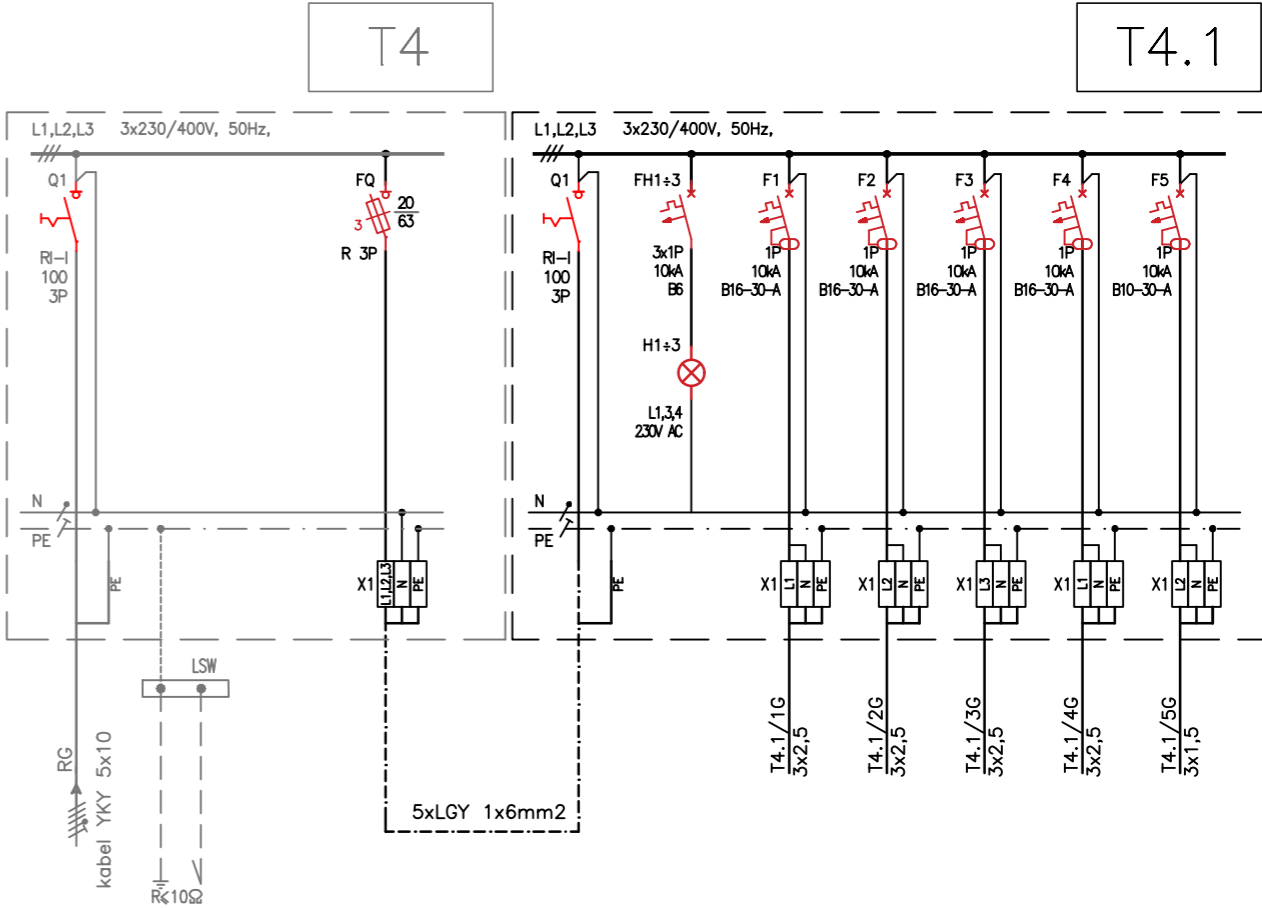 T4
T4.1
L1,L2,L3 3x230/400V, 50Hz,
L1,L2,L3 3x230/400V, 50Hz,
Q1
RI-I
100
3P
FQ
3
20
63
R 3P
Q1
RI-I
100
3P
FH1÷3
3x1P
10kA
B6
H1÷3
L1,3,4
230V AC
F1
1P
10kA
B16-30-A
F2
1P
10kA
B16-30-A
F3
1P
10kA
B16-30-A
F4
1P
10kA
B16-30-A
F5
1P
10kA
B10-30-A
N
PE
N
PE
PE
X1 L1,L2,L3 N PE
PE
X1 L1 N PE
X1 L2 N PE
X1 L3 N PE
X1 L1 N PE
X1 L2 N PE
LSW
RG
kabel YKY 5x10
R≤10Ω
5xLGY 1x6mm2
T4.1/1G
3x2,5
T4.1/2G
3x2,5
T4.1/3G
3x2,5
T4.1/4G
3x2,5
T4.1/5G
3x1,5